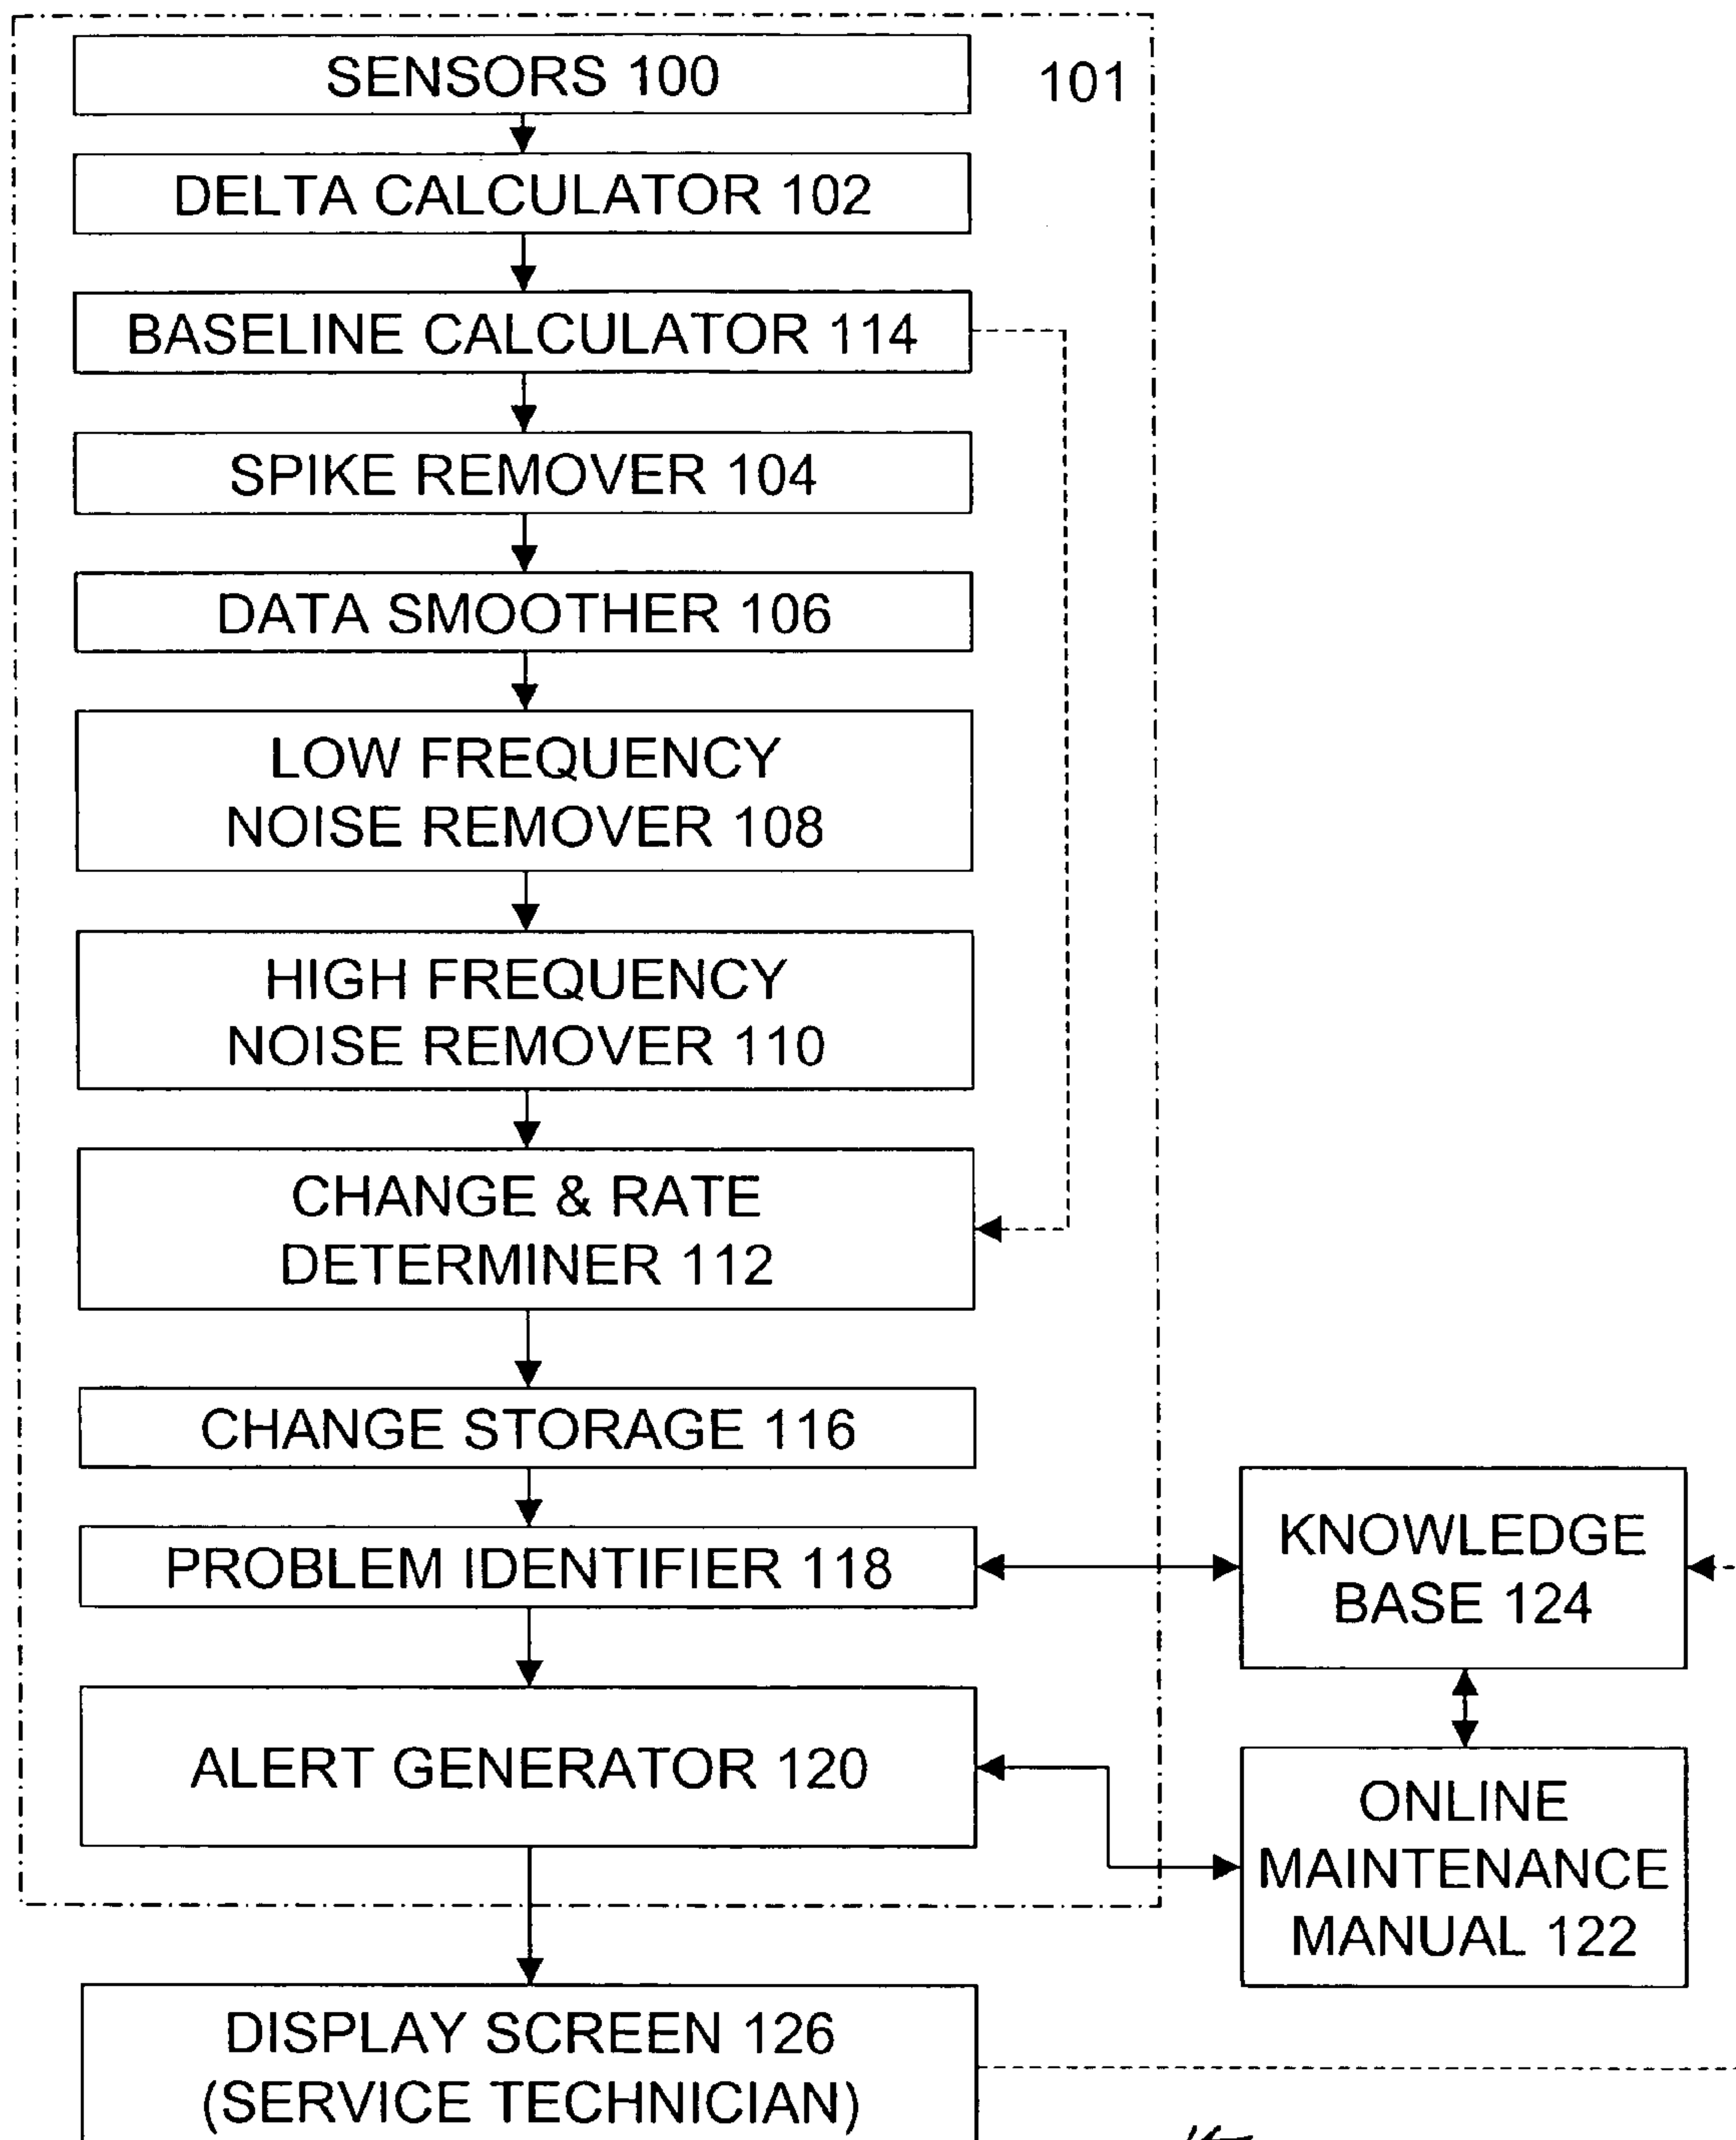 SENSORS 100
101
DELTA CALCULATOR 102
BASELINE CALCULATOR 114
SPIKE REMOVER 104
DATA SMOOTHER 106
LOW FREQUENCY
NOISE REMOVER 108
HIGH FREQUENCY
NOISE REMOVER 110
CHANGE & RATE
DETERMINER 112
CHANGE STORAGE 116
PROBLEM IDENTIFIER 118
KNOWLEDGE
BASE 124
ALERT GENERATOR 120
ONLINE
MAINTENANCE
MANUAL 122
DISPLAY SCREEN 126
(SERVICE TECHNICIAN)